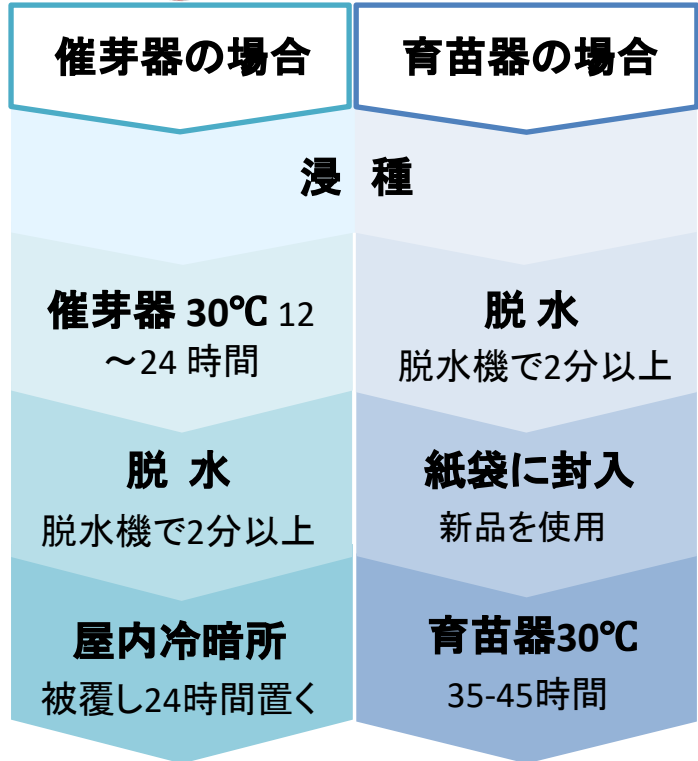 催芽器の場合
育苗器の場合
浸 種
催芽器 30℃ 12
～24 時間
脱 水
脱水機で2分以上
屋内冷暗所
被覆し24時間置く
脱 水
脱水機で2分以上
紙袋に封入
新品を使用
育苗器30℃
35-45時間